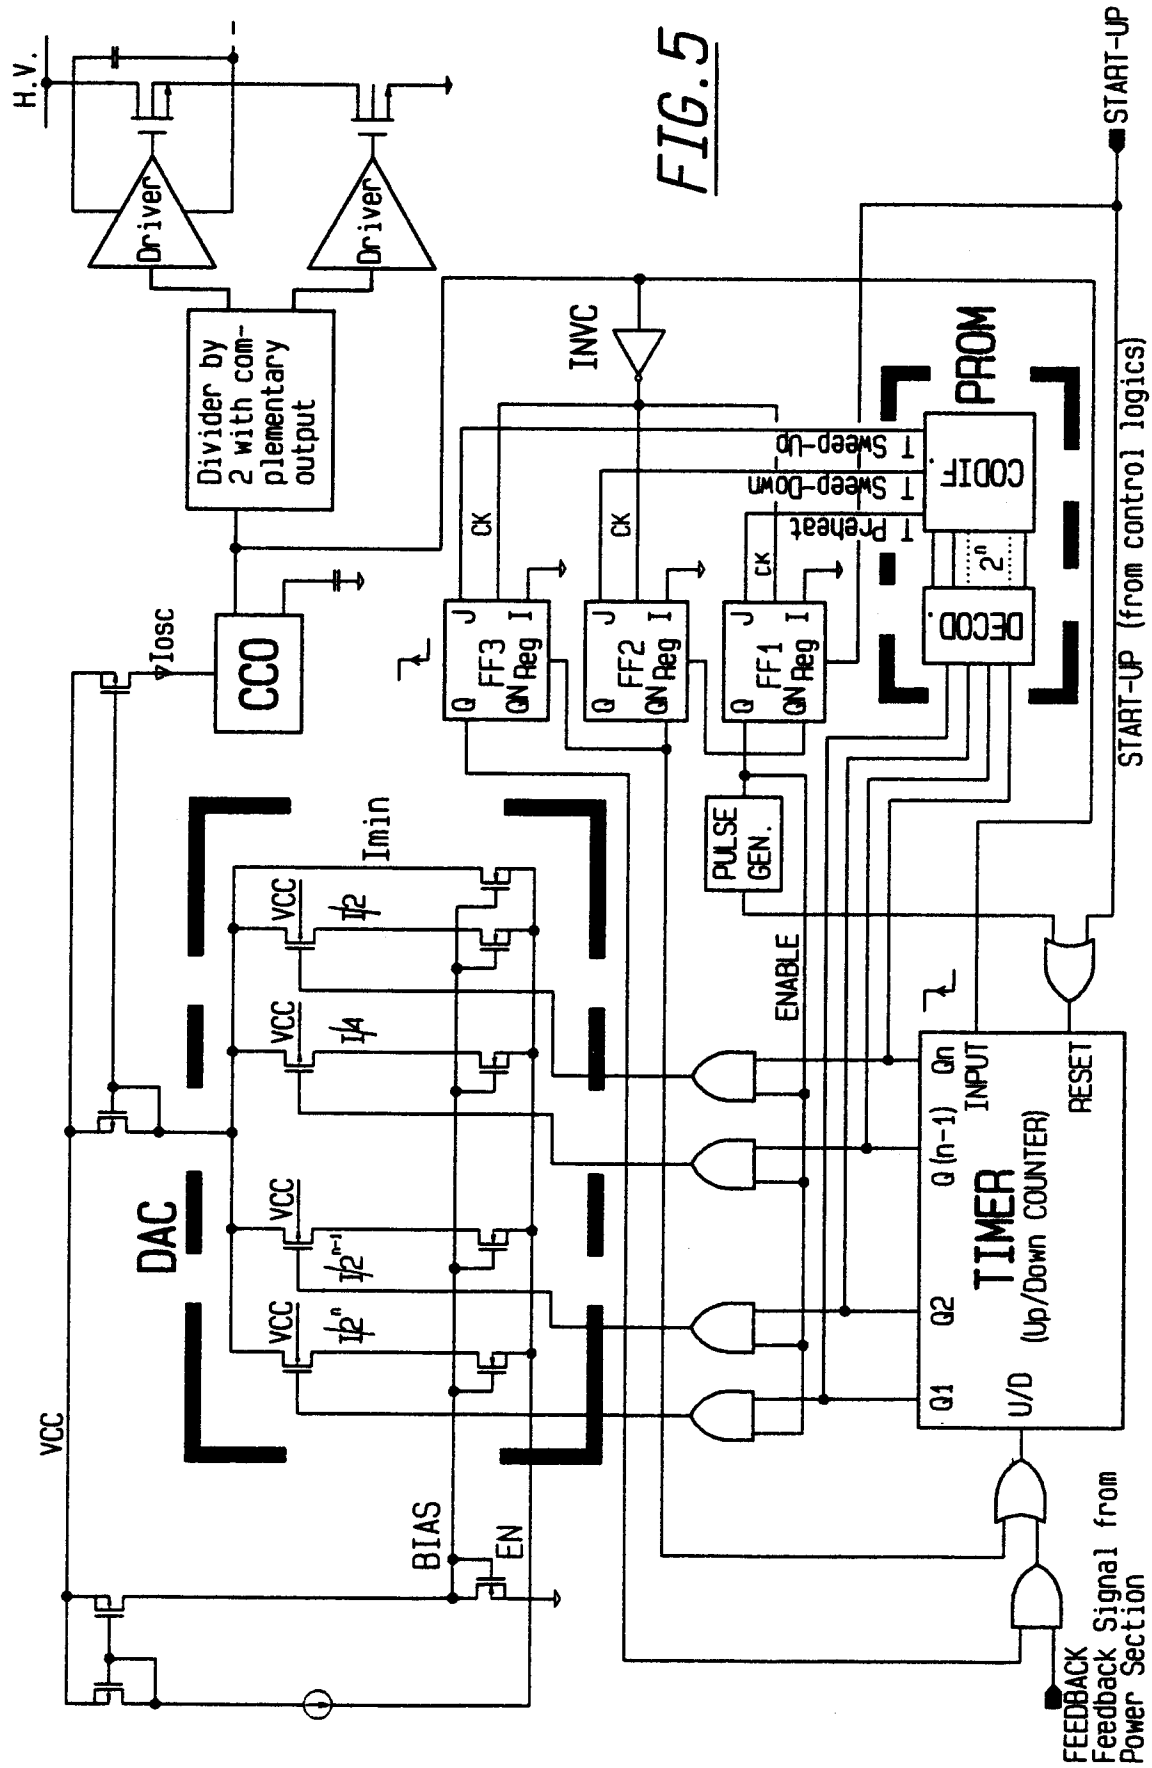 FIG.5
H.V.
Driver
Driver
Divider by
2 with com-
plementary
output
Iosc
CCO
VCC
DAC
VCC
VCC
VCC
VCC
I/2ⁿ
I/2ⁿ⁻¹
I/4
I/2
Imin
BIAS
EN
INVC
CK
CK
CK
J
Q
FF3
QN
Reg
I
J
Q
FF2
QN
Reg
I
J
Q
FF1
QN
Reg
I
T Sweep-Up
T Sweep-Down
T Preheat
PROM
CODIF.
2ⁿ
DECOD.
PULSE
GEN.
ENABLE
Q1
Q2
Q(n-1)
Qn
INPUT
U/D
TIMER
(Up/Down COUNTER)
RESET
START-UP
START-UP (from control logics)
FEEDBACK
Feedback Signal from
Power Section